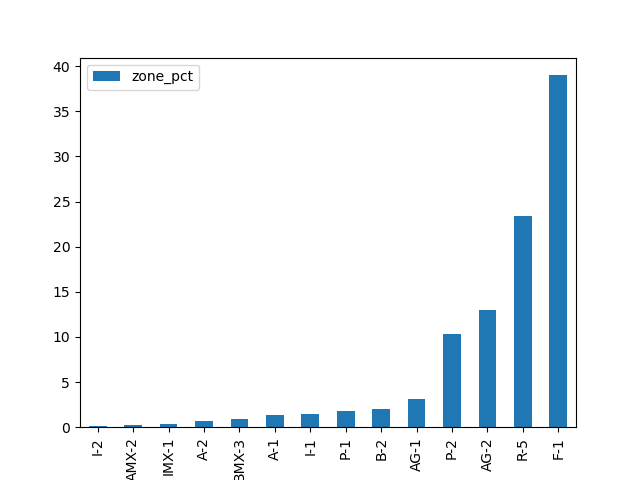 zone_pct
40
35
30
25
20
15
10
5
0
I-2
AMX-2
IMX-1
A-2
BMX-3
A-1
I-1
P-1
B-2
AG-1
P-2
AG-2
R-5
F-1